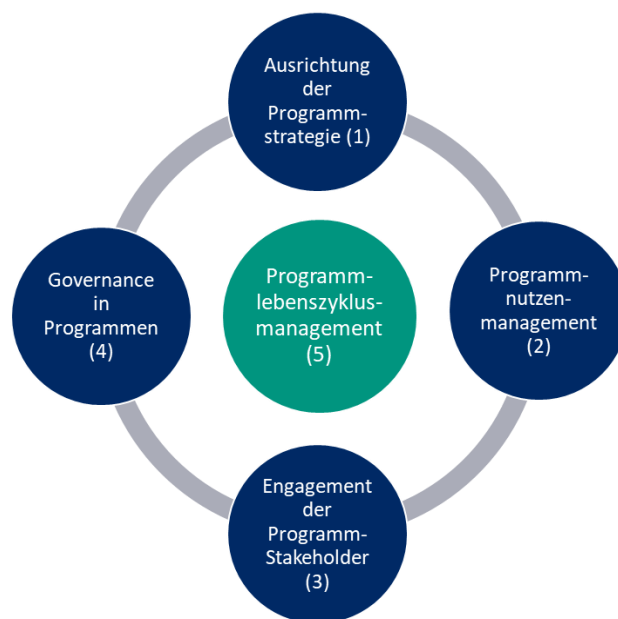 Ausrichtung
der
Programm-
strategie (1)
Governance
in
Programmen
(4)
Programm-
lebenszyklus-
management
(5)
Programm-
nutzen-
management
(2)
Engagement
der
Programm-
Stakeholder
(3)